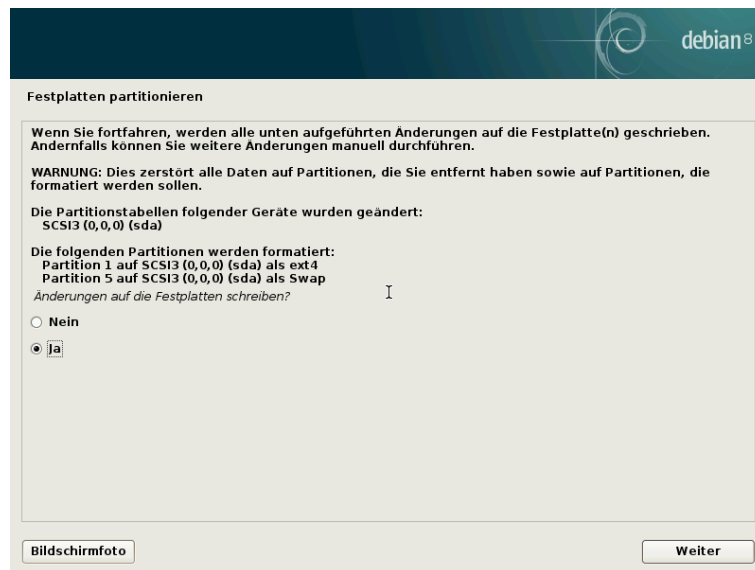 debian 8
Festplatten partitionieren
Wenn Sie fortfahren, werden alle unten aufgeführten Änderungen auf die Festplatte(n) geschrieben.
Andernfalls können Sie weitere Änderungen manuell durchführen.
WARNUNG: Dies zerstört alle Daten auf Partitionen, die Sie entfernt haben sowie auf Partitionen, die
formatiert werden sollen.
Die Partitionstabellen folgender Geräte wurden geändert:
SCSI3 (0,0,0) (sda)
Die folgenden Partitionen werden formatiert:
Partition 1 auf SCSI3 (0,0,0) (sda) als ext4
Partition 5 auf SCSI3 (0,0,0) (sda) als Swap
Änderungen auf die Festplatten schreiben?
Nein
Ja
Bildschirmfoto
Weiter